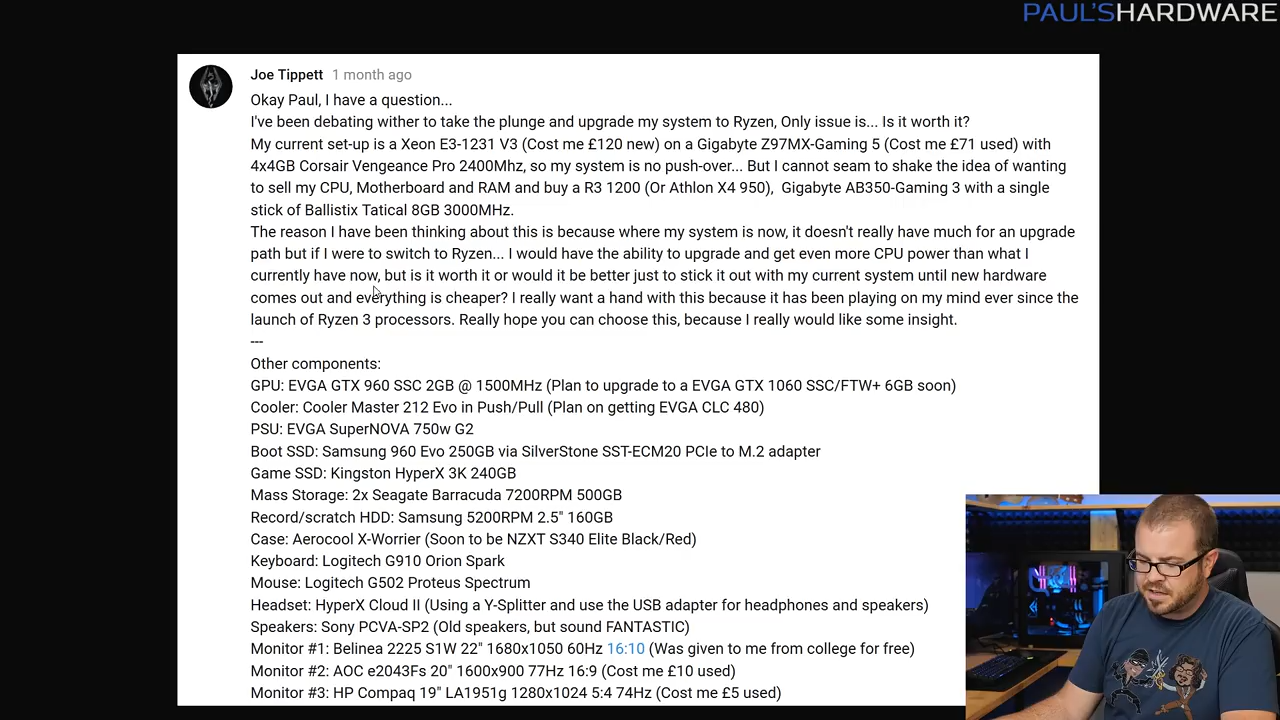 PAUL'SHARDWARE
Joe Tippett 1 month ago
Okay Paul, I have a question...
I've been debating wither to take the plunge and upgrade my system to Ryzen, Only issue is... Is it worth it?
My current set-up is a Xeon E3-1231 V3 (Cost me £120 new) on a Gigabyte Z97MX-Gaming 5 (Cost me £71 used) with
4x4GB Corsair Vengeance Pro 2400Mhz, so my system is no push-over... But I cannot seem to shake the idea of wanting
to sell my CPU, Motherboard and RAM and buy a R3 1200 (Or Athlon X4 950), Gigabyte AB350-Gaming 3 with a single
stick of Ballistix Tatical 8GB 3000MHz.
The reason I have been thinking about this is because where my system is now, it doesn't really have much for an upgrade
path but if I were to switch to Ryzen... I would have the ability to upgrade and get even more CPU power than what I
currently have now, but is it worth it or would it be better just to stick it out with my current system until new hardware
comes out and everything is cheaper? I really want a hand with this because it has been playing on my mind ever since the
launch of Ryzen 3 processors. Really hope you can choose this, because I really would like some insight.
---
Other components:
GPU: EVGA GTX 960 SSC 2GB @ 1500MHz (Plan to upgrade to a EVGA GTX 1060 SSC/FTW+ 6GB soon)
Cooler: Cooler Master 212 Evo in Push/Pull (Plan on getting EVGA CLC 480)
PSU: EVGA SuperNOVA 750w G2
Boot SSD: Samsung 960 Evo 250GB via SilverStone SST-ECM20 PCIe to M.2 adapter
Game SSD: Kingston HyperX 3K 240GB
Mass Storage: 2x Seagate Barracuda 7200RPM 500GB
Record/scratch HDD: Samsung 5200RPM 2.5" 160GB
Case: Aerocool X-Worrier (Soon to be NZXT S340 Elite Black/Red)
Keyboard: Logitech G910 Orion Spark
Mouse: Logitech G502 Proteus Spectrum
Headset: HyperX Cloud II (Using a Y-Splitter and use the USB adapter for headphones and speakers)
Speakers: Sony PCVA-SP2 (Old speakers, but sound FANTASTIC)
Monitor #1: Belinea 2225 S1W 22" 1680x1050 60Hz 16:10 (Was given to me from college for free)
Monitor #2: AOC e2043Fs 20" 1600x900 77Hz 16:9 (Cost me £10 used)
Monitor #3: HP Compaq 19" LA1951g 1280x1024 5:4 74Hz (Cost me £5 used)